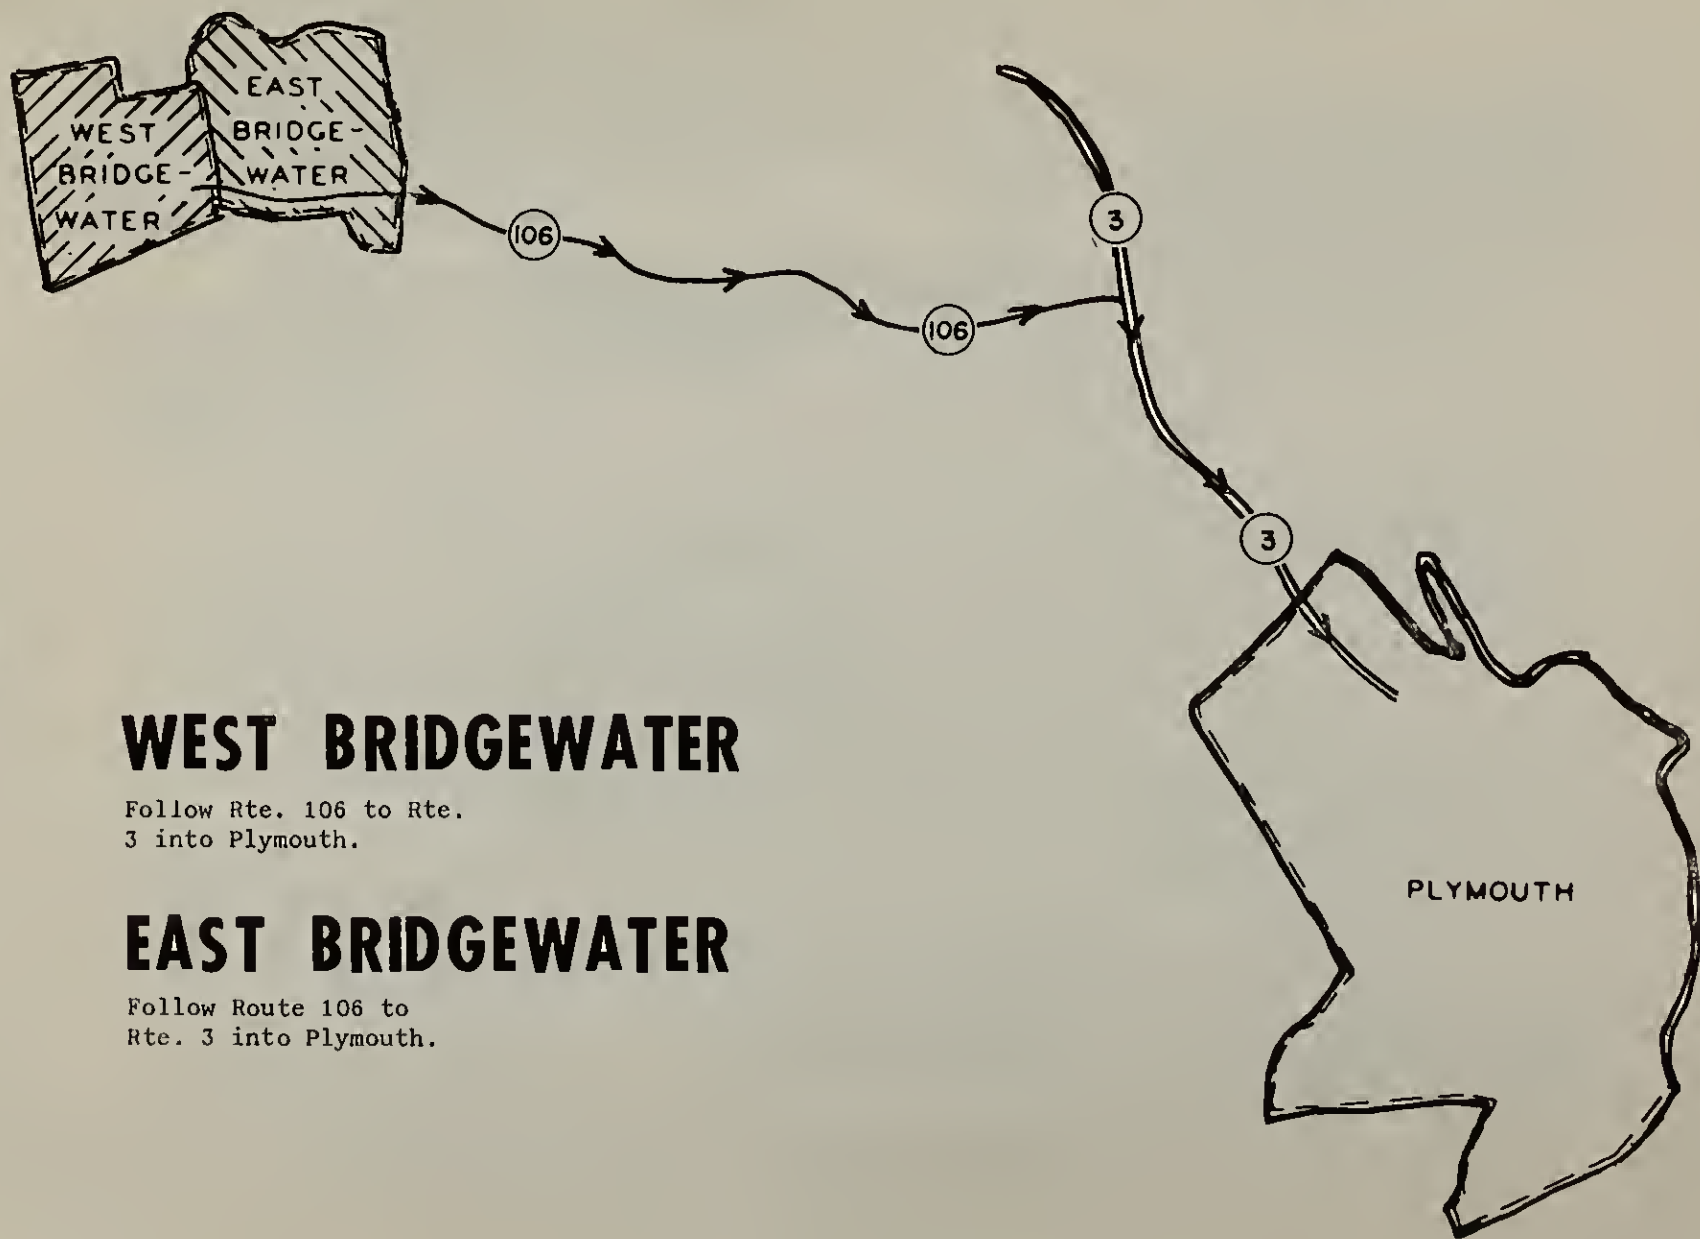 WEST
BRIDGE-
WATER
EAST
BRIDGE-
WATER
106
106
3
3
WEST BRIDGEWATER
Follow Rte. 106 to Rte.
3 into Plymouth.
EAST BRIDGEWATER
Follow Route 106 to
Rte. 3 into Plymouth.
PLYMOUTH